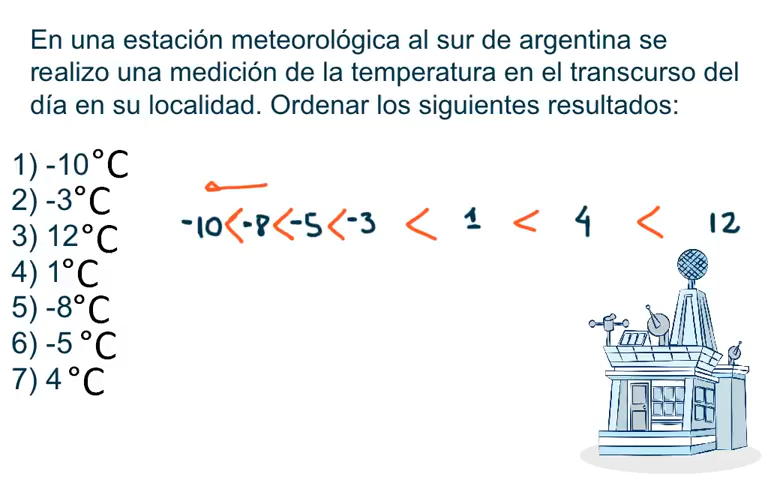 En una estación meteorológica al sur de argentina se
realizo una medición de la temperatura en el transcurso del
día en su localidad. Ordenar los siguientes resultados:
1) -10°C
2) -3°C
3) 12°C
4) 1°C
5) -8°C
6) -5 °C
7) 4 °C
-10 < -8 < -5 < -3 < 1 < 4 < 12